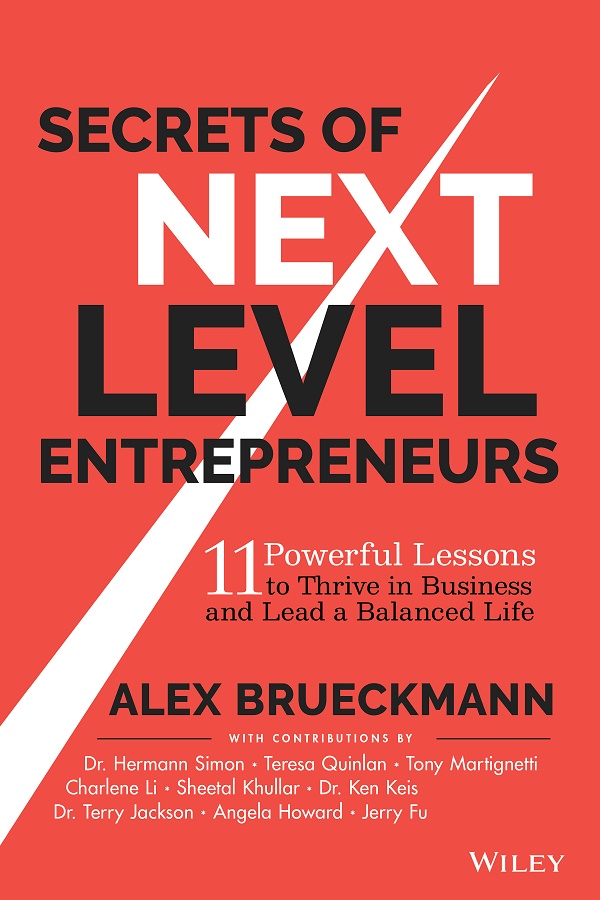 SECRETS OF
NEXT
LEVEL
ENTREPRENEURS
11 Powerful Lessons
to Thrive in Business
and Lead a Balanced Life
ALEX BRUECKMANN
WITH CONTRIBUTIONS BY
Dr. Hermann Simon • Teresa Quinlan • Tony Martignetti
Charlene Li • Sheetal Khullar • Dr. Ken Keis
Dr. Terry Jackson • Angela Howard • Jerry Fu
WILEY